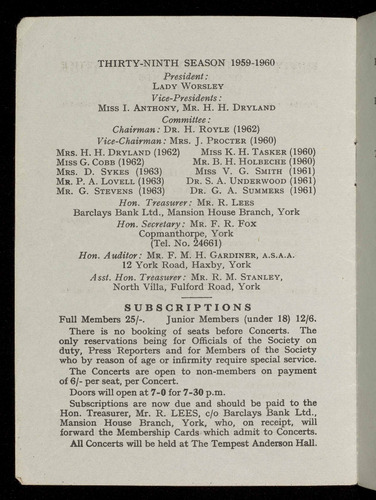 THIRTY-NINTH SEASON 1959-1960
President:
LADY WORSLEY
Vice-Presidents:
MISS I. ANTHONY, MR. H. H. DRYLAND
Committee:
Chairman: DR. H. ROYLE (1962)
Vice-Chairman: MRS. J. PROCTER (1960)
MRS. H. H. DRYLAND (1962) MISS K. H. TASKER (1960)
MISS G. COBB (1962) MR. B. H. HOLBECHE (1960)
MRS. D. SYKES (1963) MISS V. G. SMITH (1961)
MR. P. A. LOVELL (1963) DR. S. A. UNDERWOOD (1961)
MR. G. STEVENS (1963) DR. G. A. SUMMERS (1961)
Hon. Treasurer: MR. R. LEES
Barclays Bank Ltd., Mansion House Branch, York
Hon. Secretary: MR. F. R. FOX
Copmanthorpe, York
(Tel. No. 24661)
Hon. Auditor: MR. F. M. H. GARDINER, A.S.A.A.
12 York Road, Haxby, York
Asst. Hon. Treasurer: MR. R. M. STANLEY,
North Villa, Fulford Road, York
SUBSCRIPTIONS
Full Members 25/-. Junior Members (under 18) 12/6.
There is no booking of seats before Concerts. The
only reservations being for Officials of the Society on
duty, Press Reporters and for Members of the Society
who by reason of age or infirmity require special service.
The Concerts are open to non-members on payment
of 6/- per seat, per Concert.
Doors will open at 7-0 for 7-30 p.m.
Subscriptions are now due and should be paid to the
Hon. Treasurer, Mr. R. LEES, c/o Barclays Bank Ltd.,
Mansion House Branch, York, who, on receipt, will
forward the Membership Cards which admit to Concerts.
All Concerts will be held at The Tempest Anderson Hall.